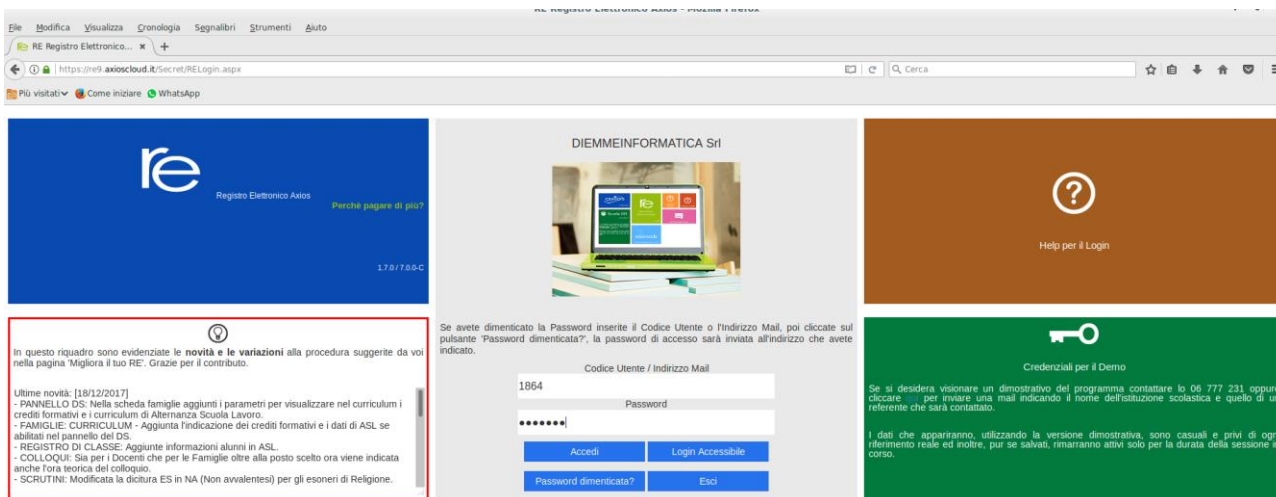 RE Registro Elettronico Axios - Mozilla Firefox
File Modifica Visualizza Cronologia Segnalibri Strumenti Aiuto
RE Registro Elettronico...
https://re9.axioscloud.it/Secret/RELogin.aspx
Cerca
Più visitati
Come iniziare
WhatsApp
re
Registro Elettronico Axios
Perché pagare di più?
1.7.0 / 7.0.0-C
In questo riquadro sono evidenziate le novità e le variazioni alla procedura suggerite da voi
nella pagina 'Migliora il tuo RE'. Grazie per il contributo.
Ultime novità: [18/12/2017]
- PANNELLO DS: Nella scheda famiglie aggiunti i parametri per visualizzare nel curriculum i
crediti formativi e i curriculum di Alternanza Scuola Lavoro.
- FAMIGLIE: CURRICULUM - Aggiunta l'indicazione dei crediti formativi e i dati di ASL se
abilitati nel pannello del DS.
- REGISTRO DI CLASSE: Aggiunte informazioni alunni in ASL.
- COLLOQUI: Sia per i Docenti che per le Famiglie oltre alla posto scelto ora viene indicata
anche l'ora teorica del colloquio.
- SCRUTINI: Modificata la dicitura ES in NA (Non avvalentesi) per gli esoneri di Religione.
DIEMMEINFORMATICA Srl
Se avete dimenticato la Password inserite il Codice Utente o l'Indirizzo Mail, poi cliccate sul
pulsante 'Password dimenticata?', la password di accesso sarà inviata all'indirizzo che avete
indicato.
Codice Utente / Indirizzo Mail
1864
Password
●●●●●●●
Accedi
Login Accessibile
Password dimenticata?
Esci
Help per il Login
Credenziali per il Demo
Se si desidera visionare un dimostrativo del programma contattare lo 06 777 231 oppure
cliccare qui per inviare una mail indicando il nome dell'istituzione scolastica e quello di un
referente che sarà contattato.
I dati che appariranno, utilizzando la versione dimostrativa, sono casuali e privi di ogn
riferimento reale ed inoltre, pur se salvati, rimarranno attivi solo per la durata della sessione in
corso.